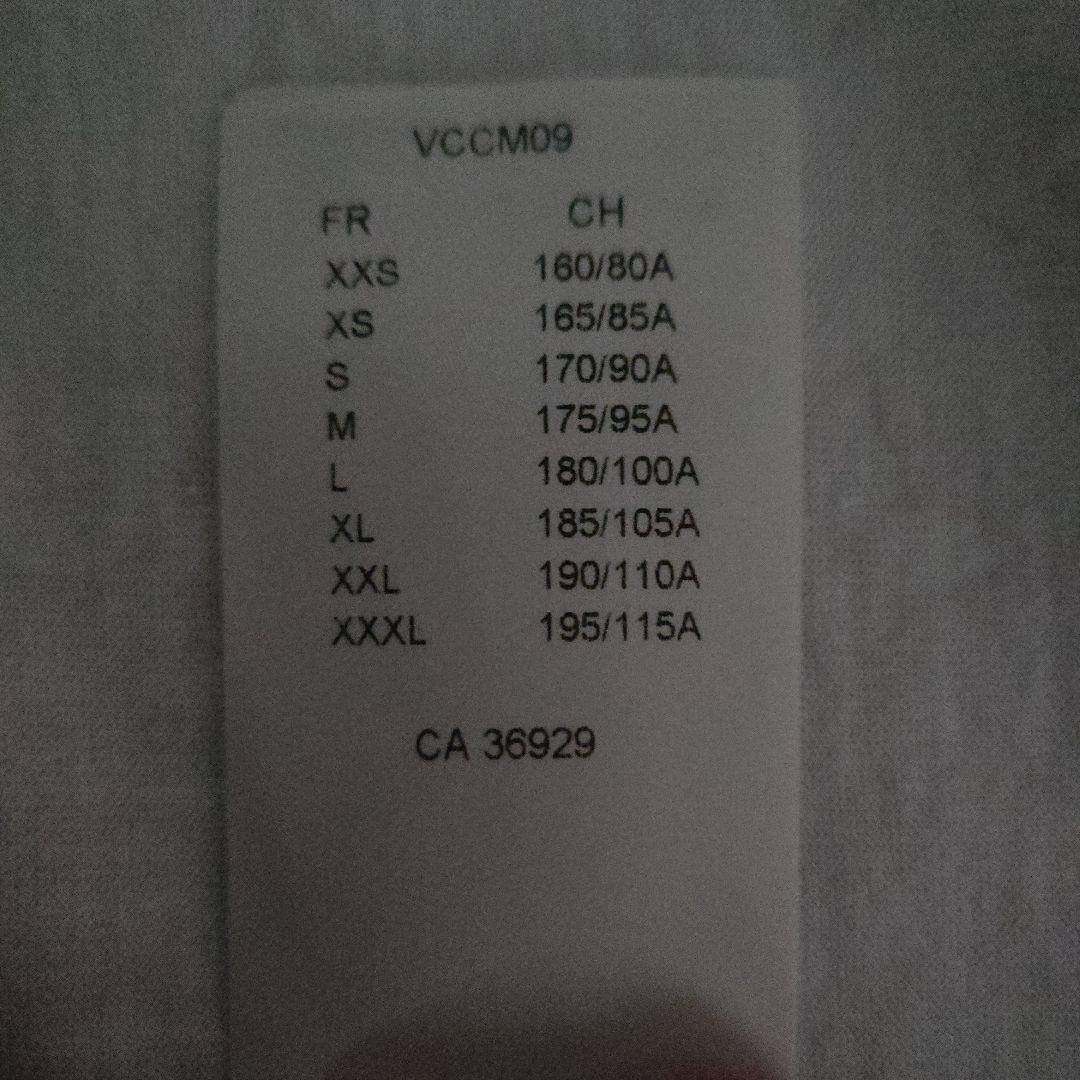 VCCM09
FR CH
XXS 160/80A
XS 165/85A
S 170/90A
M 175/95A
L 180/100A
XL 185/105A
XXL 190/110A
XXXL 195/115A
CA 36929